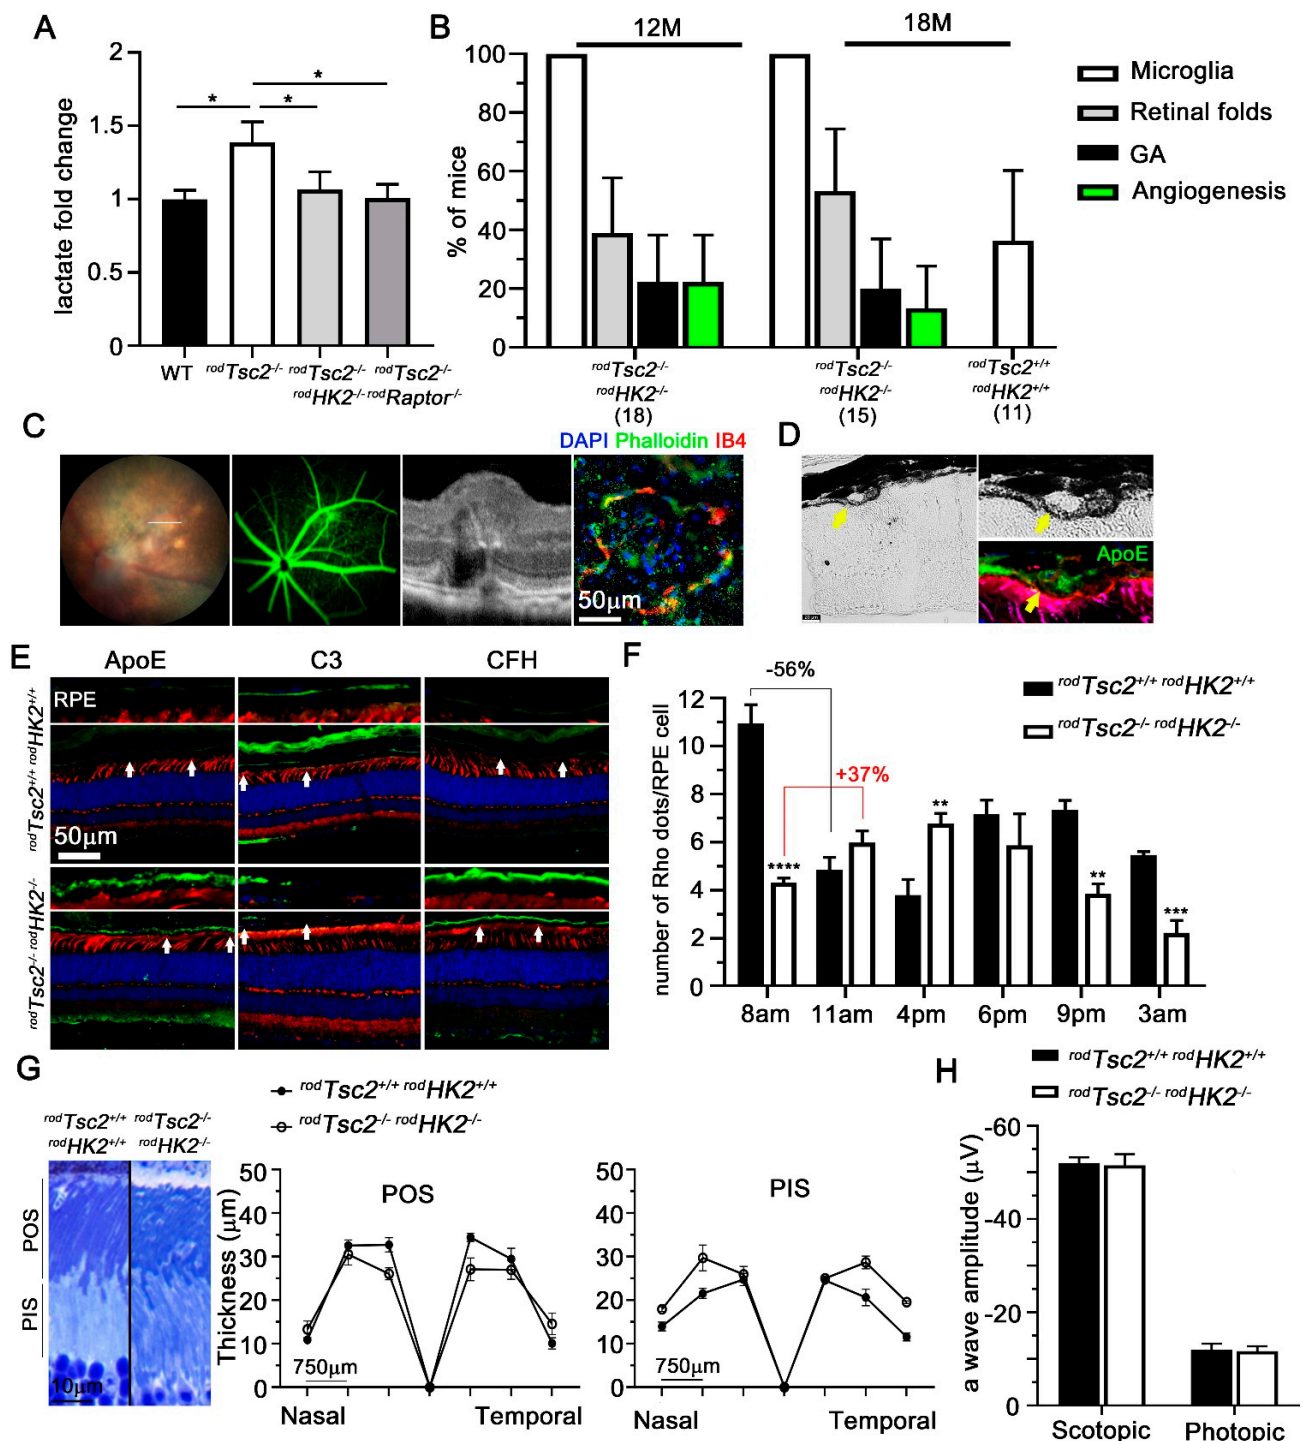 A
lactate fold change
2
1.5
1
0.5
0
*
*
*
WT
rodTsc2-/-
rodTsc2-/-
rodHK2-/-
rodTsc2-/-
rodRaptor-/-
B
12M
18M
% of mice
100
80
60
40
20
0
rodTsc2-/-
rodHK2-/-
(18)
rodTsc2-/-
rodHK2-/-
(15)
rodTsc2+/+
rodHK2+/+
(11)
Microglia
Retinal folds
GA
Angiogenesis
C
DAPI Phalloidin IB4
50μm
D
ApoE
E
ApoE
C3
CFH
rodTsc2+/+ rodHK2+/+
RPE
50μm
rodTsc2-/- rodHK2-/-
F
-56%
+37%
rodTsc2+/+ rodHK2+/+
rodTsc2-/- rodHK2-/-
number of Rho dots/RPE cell
12
10
8
6
4
2
0
****
**
**
***
8am
11am
4pm
6pm
9pm
3am
G
rodTsc2+/+
rodHK2+/+
rodTsc2-/-
rodHK2-/-
POS
PIS
10μm
rodTsc2+/+ rodHK2+/+
rodTsc2-/- rodHK2-/-
Thickness (μm)
50
40
30
20
10
0
POS
750μm
Nasal
Temporal
50
40
30
20
10
0
PIS
750μm
Nasal
Temporal
H
rodTsc2+/+ rodHK2+/+
rodTsc2-/- rodHK2-/-
a wave amplitude (μV)
-60
-40
-20
0
Scotopic
Photopic